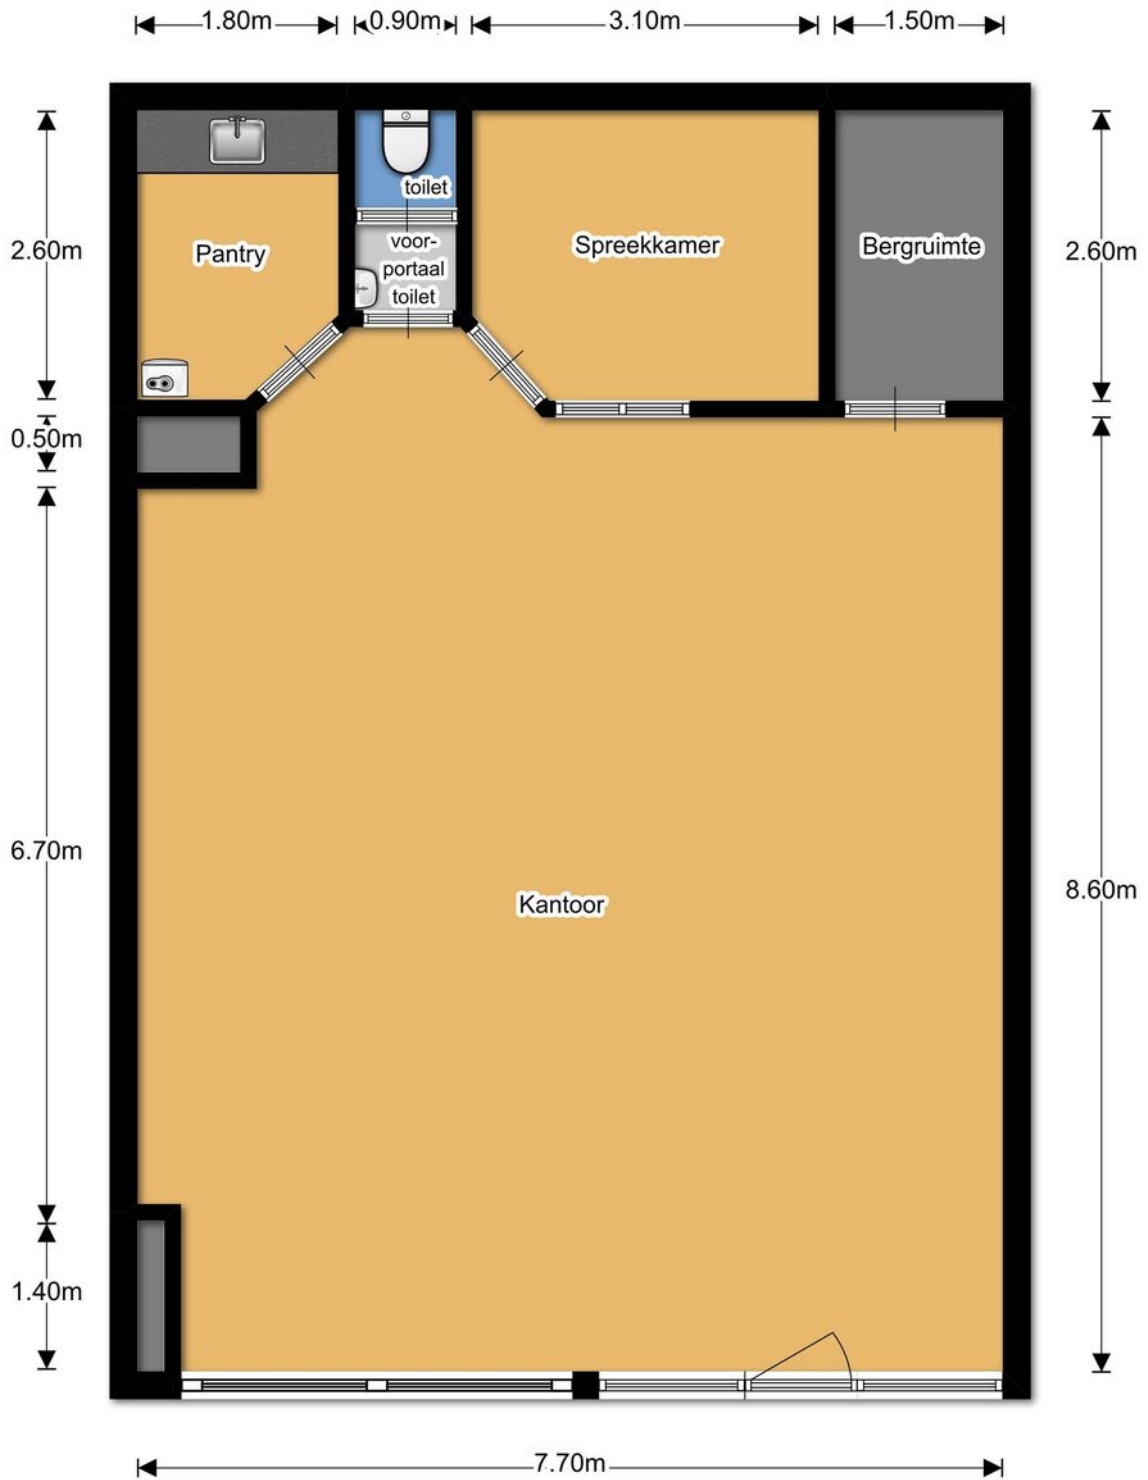 1.80m
0.90m
3.10m
1.50m
2.60m
0.50m
6.70m
1.40m
2.60m
8.60m
7.70m
Pantry
toilet
voor-
portaal
toilet
Spreekkamer
Bergruimte
Kantoor